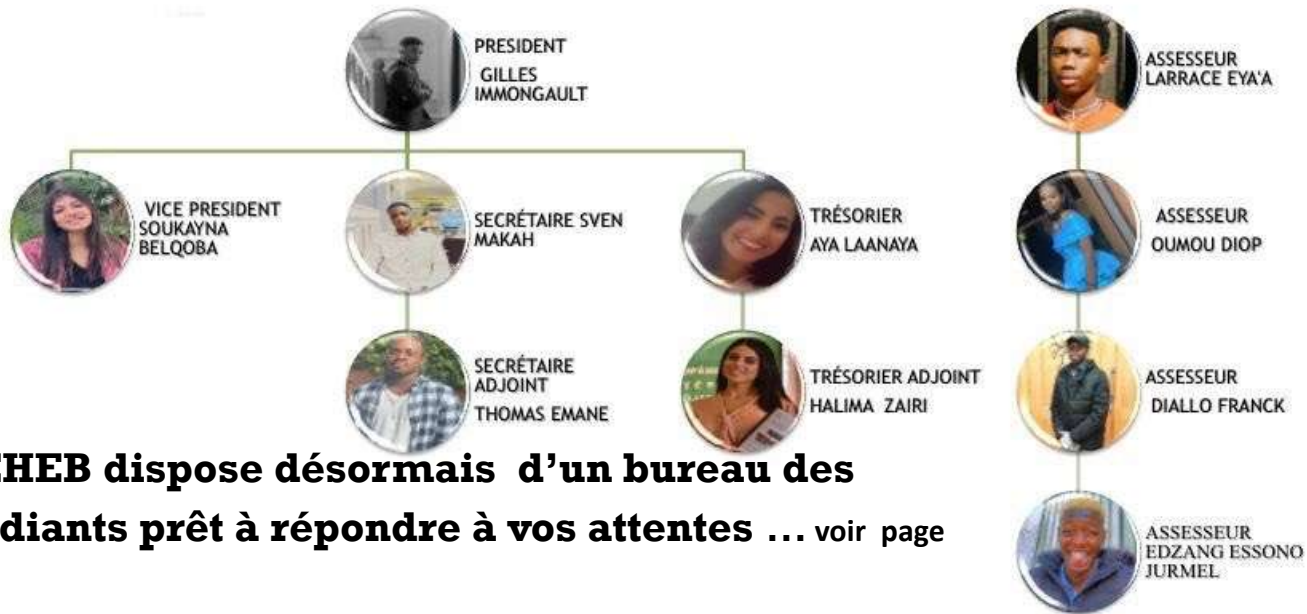 PRESIDENT
GILLES
IMMONGAULT
VICE PRESIDENT
SOUKAYNA
BELQOBA
SECRÉTAIRE SVEN
MAKAH
TRÉSORIER
AYA LAANAYA
SECRÉTAIRE
ADJOINT
THOMAS EMANE
TRÉSORIER ADJOINT
HALIMA ZAIRI
ASSESSEUR
LARRACE EYA'A
ASSESSEUR
OUMOU DIOP
ASSESSEUR
DIALLO FRANCK
ASSESSEUR
EDZANG ESSONO
JURMEL
HEB dispose désormais d’un bureau des
diants prêt à répondre à vos attentes ... voir page